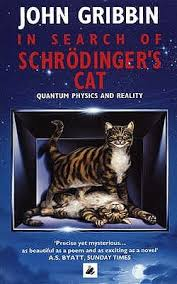 JOHN GRIBBIN
IN SEARCH OF
SCHRÖDINGER'S
CAT
QUANTUM PHYSICS AND REALITY
'Precise yet mysterious...
as beautiful as a poem and as exciting as a novel'
A.S. BYATT, SUNDAY TIMES